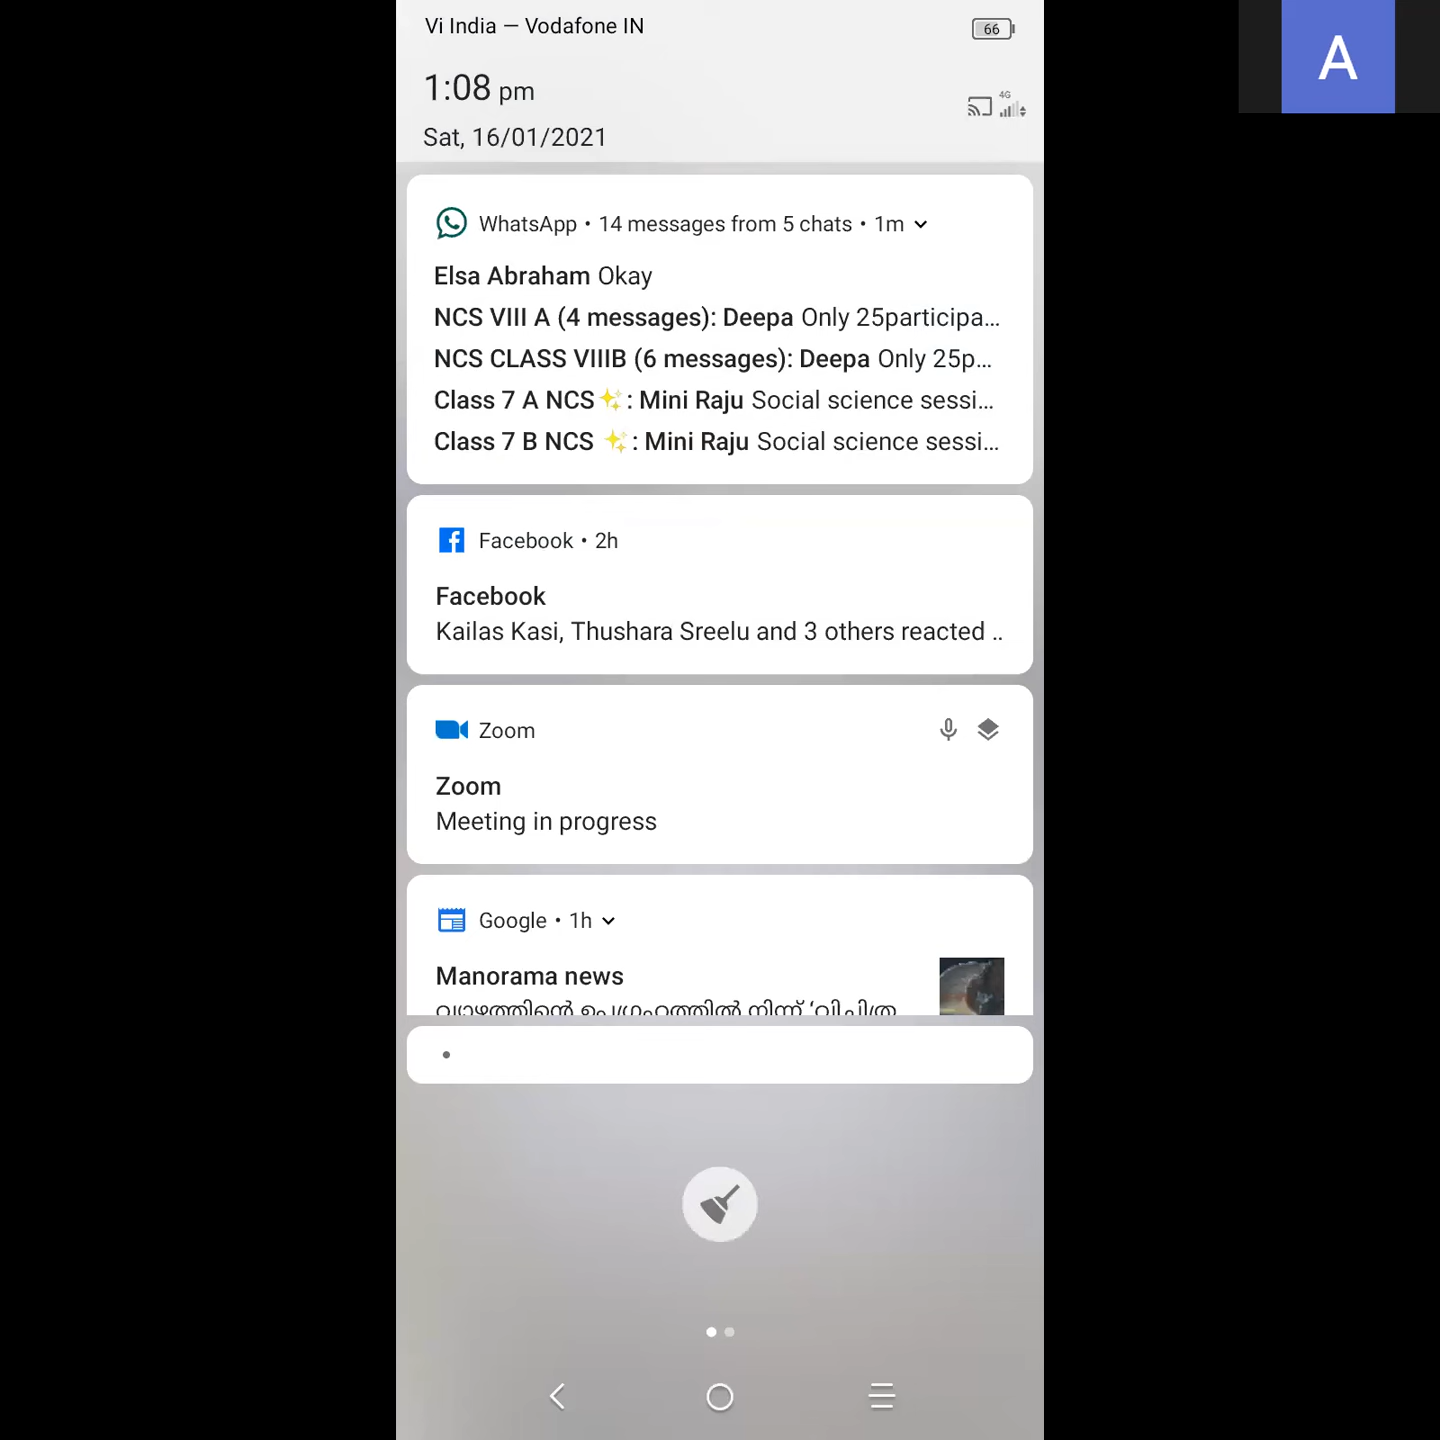 Vi India — Vodafone IN
66
1:08 pm
4G
Sat, 16/01/2021
A
WhatsApp • 14 messages from 5 chats • 1m
Elsa Abraham Okay
NCS VIII A (4 messages): Deepa Only 25participa...
NCS CLASS VIIIB (6 messages): Deepa Only 25p...
Class 7 A NCS✨: Mini Raju Social science sessi...
Class 7 B NCS ✨: Mini Raju Social science sessi...
Facebook • 2h
Facebook
Kailas Kasi, Thushara Sreelu and 3 others reacted ..
Zoom
Zoom
Meeting in progress
Google • 1h
Manorama news
വ്യാഴത്തിന്റെ ഉപഗ്രഹത്തിൽ നിന്ന് ‘വിചിത്ര